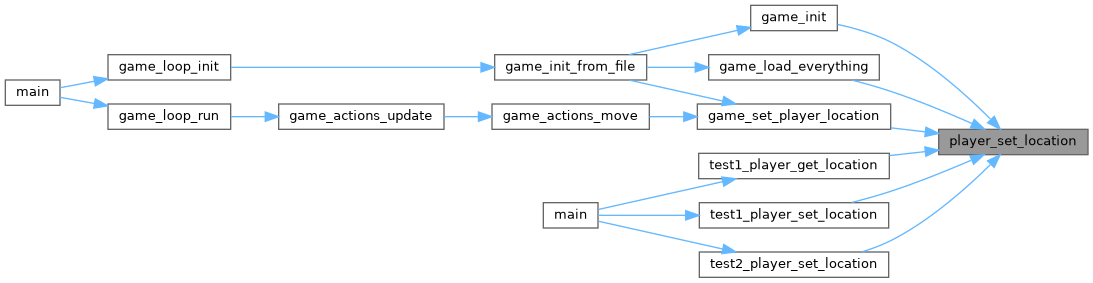 game_init
game_loop_init
game_init_from_file
game_load_everything
main
game_loop_run
game_actions_update
game_actions_move
game_set_player_location
player_set_location
test1_player_get_location
main
test1_player_set_location
test2_player_set_location